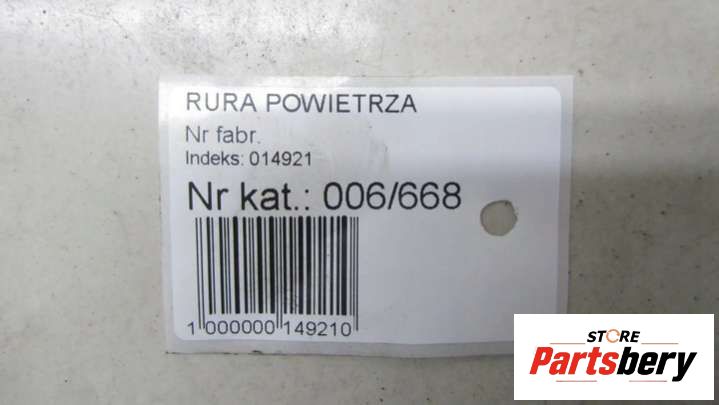 RURA POWIETRZA
Nr fabr.
Indeks: 014921
Nr kat.: 006/668
1 000000 149210
STORE
Partsbery